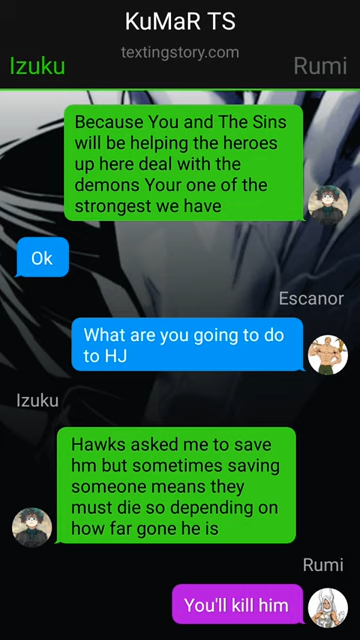 KuMaR TS
textingstory.com
Izuku
Rumi
Because You and The Sins
will be helping the heroes
up here deal with the
demons Your one of the
strongest we have
Ok
Escanor
What are you going to do
to HJ
Izuku
Hawks asked me to save
hm but sometimes saving
someone means they
must die so depending on
how far gone he is
Rumi
You'll kill him